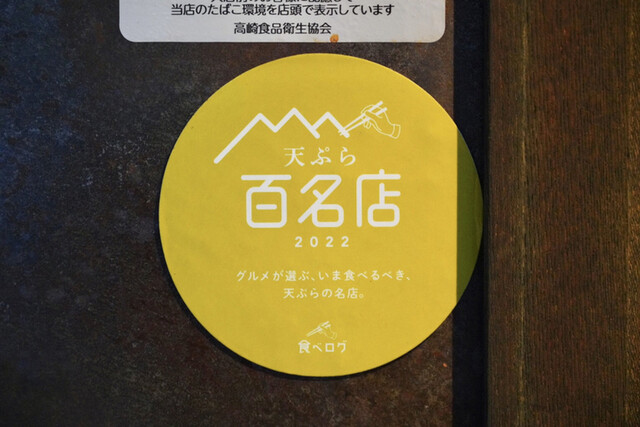 当店のたばこ環境を店頭で表示しています
高崎食品衛生協会
天ぷら
百名店
2022
グルメが選ぶ、いま食べるべき、
天ぷらの名店。
食べログ